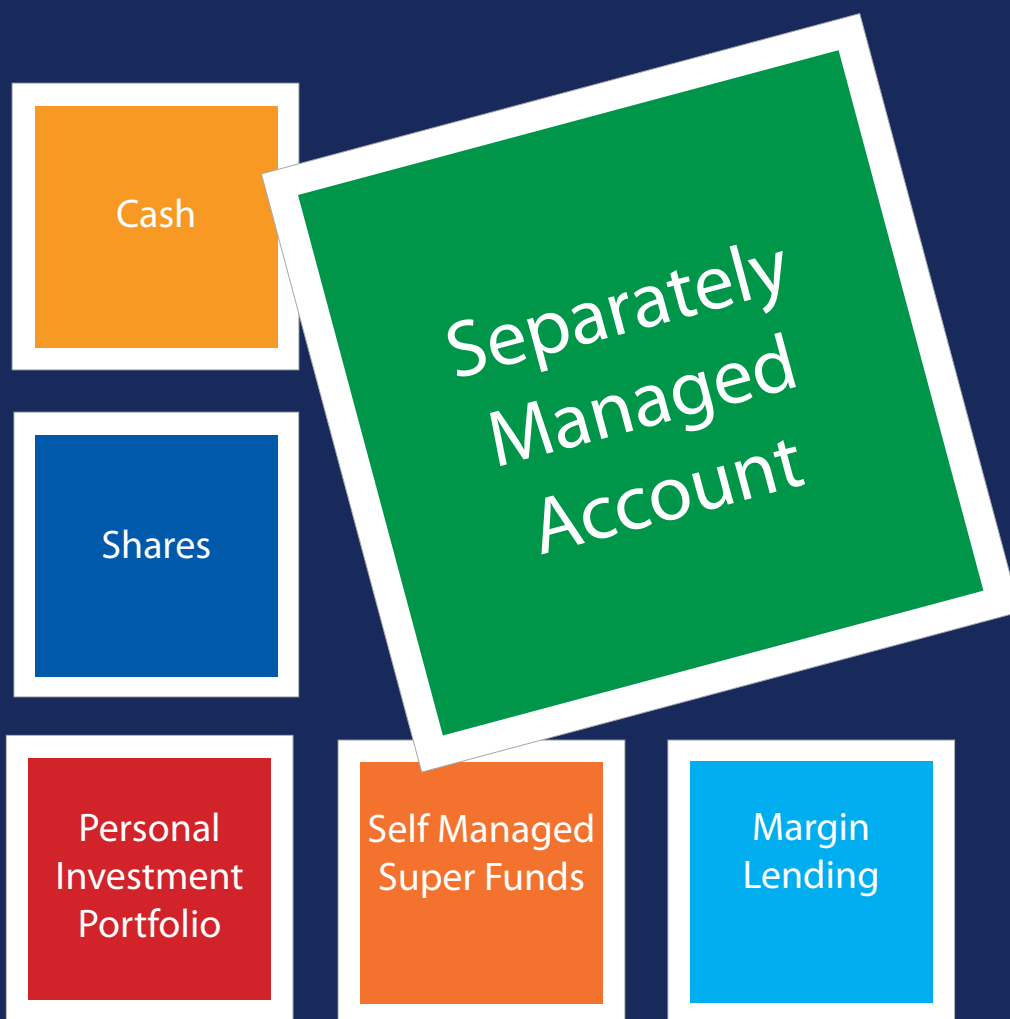 Cash
Separately
Managed
Account
Shares
Personal
Investment
Portfolio
Self Managed
Super Funds
Margin
Lending